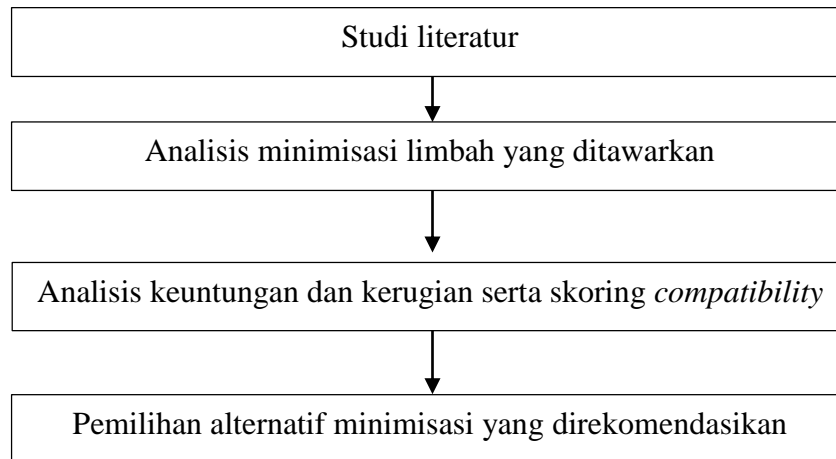 Studi literatur
Analisis minimisasi limbah yang ditawarkan
Analisis keuntungan dan kerugian serta skoring compatibility
Pemilihan alternatif minimisasi yang direkomendasikan